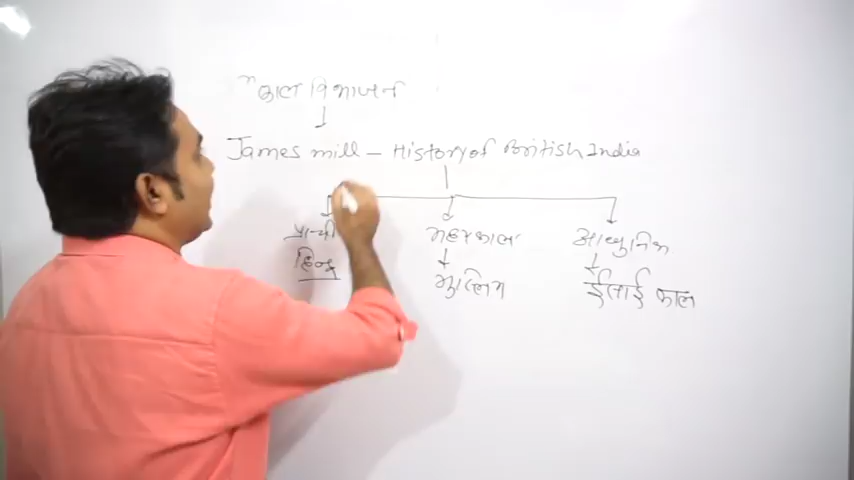 "काल विभाजन
James mill - History of British India
प्राची मध्यकाल आधुनिक
हिन्दू मुस्लिम ईसाई काल